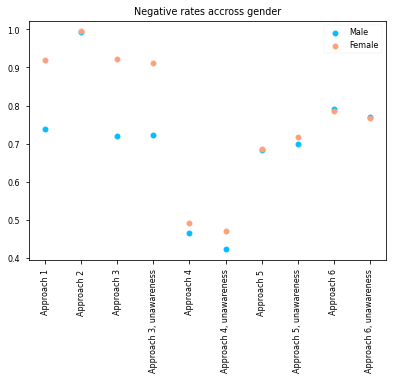 Negative rates accross gender
Male
Female
1.0
0.9
0.8
0.7
0.6
0.5
0.4
Approach 1
Approach 2
Approach 3
Approach 3, unawareness
Approach 4
Approach 4, unawareness
Approach 5
Approach 5, unawareness
Approach 6
Approach 6, unawareness